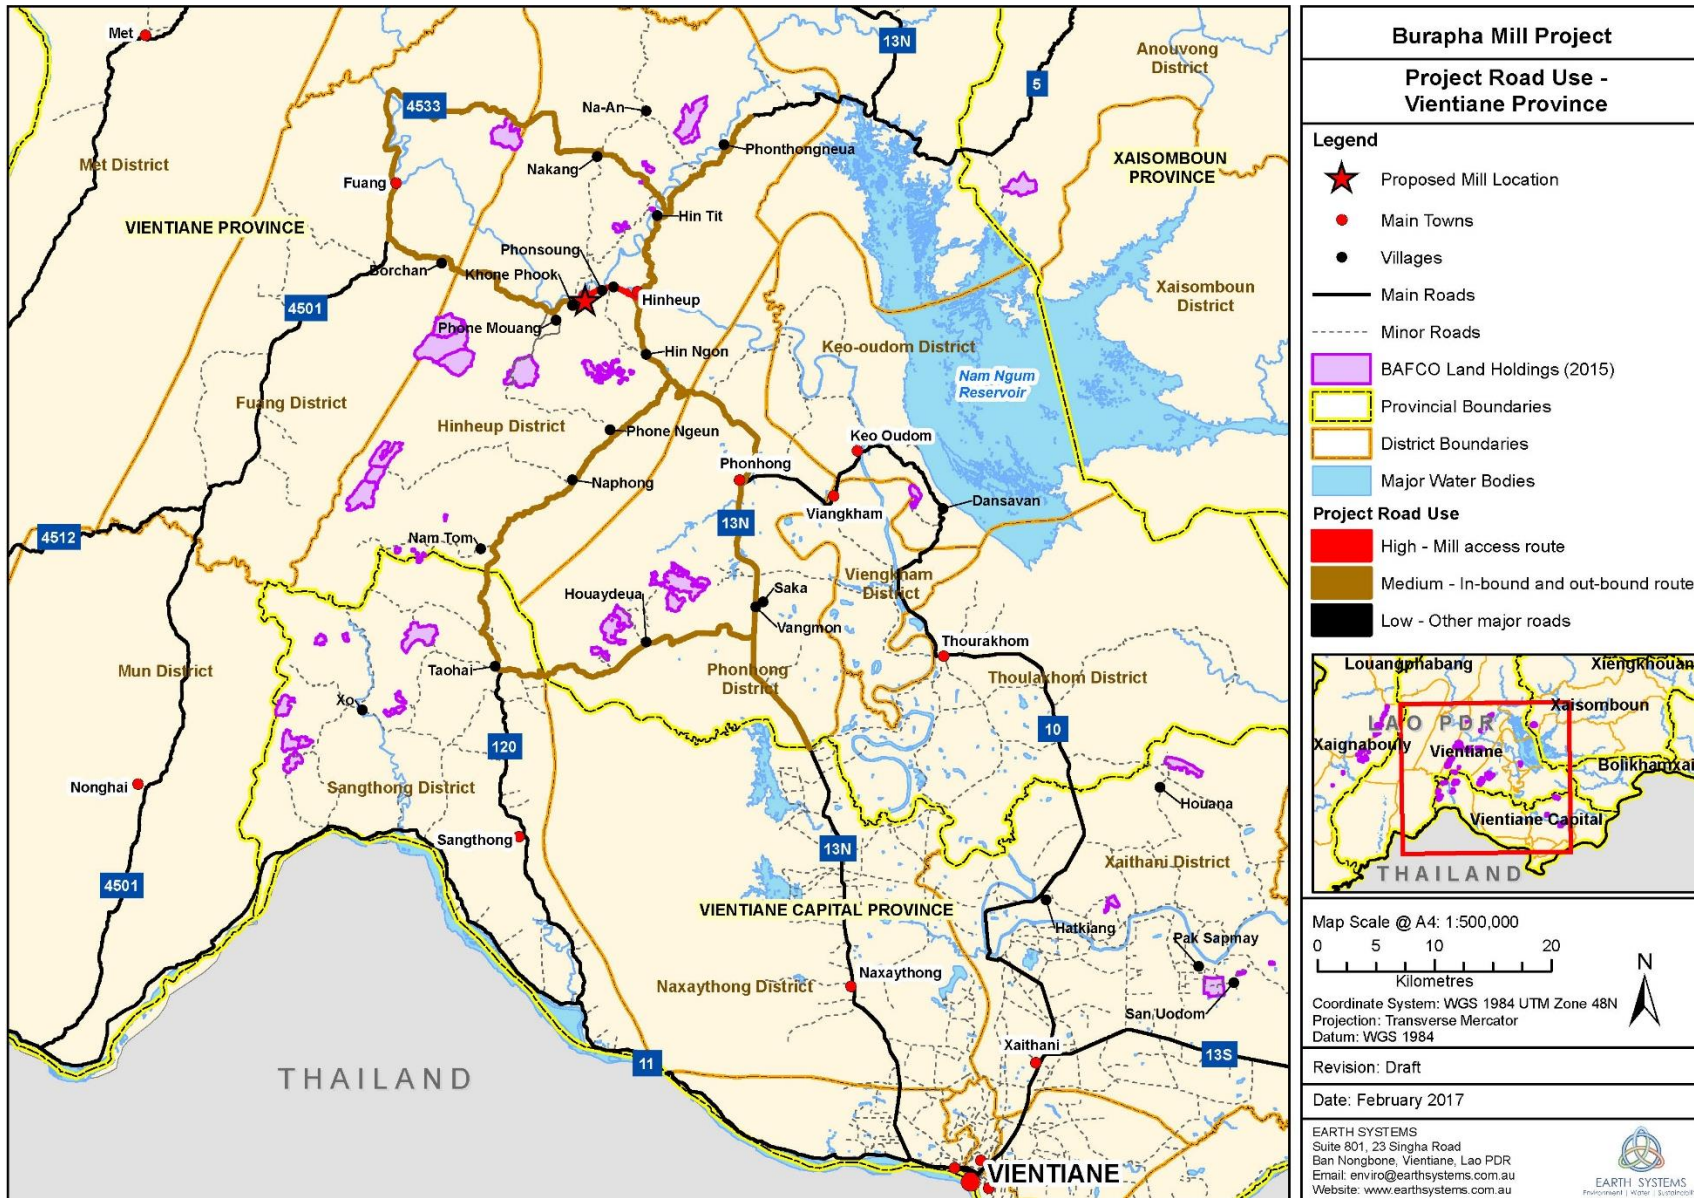 Met
13N
Anouvong
District
5
4533
Na-An
Met District
Phonthongneua
XAISOMBOUN
PROVINCE
Nakang
Fuang
VIENTIANE PROVINCE
Hin Tit
Phonsoung
Borchan
Khone Phook
Hinheup
Xaisomboun
District
4501
Phone Mouang
Hin Ngon
Keo-oudom District
Nam Ngum
Reservoir
Fuang District
Hinheup District
Phone Ngeun
Keo Oudom
Phonhong
Naphong
Viangkham
Dansavan
13N
4512
Nam Tom
Viengkham
District
Houaydeua
Saka
Vangmon
Thourakhom
Mun District
Taohai
Phonhong
District
Thoulakhom District
Xo
120
10
Nonghai
Sangthong District
Houana
Sangthong
13N
Xaithani District
4501
VIENTIANE CAPITAL PROVINCE
Hatkiang
Pak Sapmay
Naxaythong
Naxaythong District
San Uodom
Xaithani
13S
11
THAILAND
VIENTIANE
Burapha Mill Project
Project Road Use -
Vientiane Province
Legend
Proposed Mill Location
Main Towns
Villages
Main Roads
Minor Roads
BAFCO Land Holdings (2015)
Provincial Boundaries
District Boundaries
Major Water Bodies
Project Road Use
High - Mill access route
Medium - In-bound and out-bound route
Low - Other major roads
Louangphabang
Xiengkhouan
LAO PDR
Xaisomboun
Xaignabouly
Vientiane
Bolikhamxai
Vientiane Capital
THAILAND
Map Scale @ A4: 1:500,000
0 5 10 20
Kilometres
N
Coordinate System: WGS 1984 UTM Zone 48N
Projection: Transverse Mercator
Datum: WGS 1984
Revision: Draft
Date: February 2017
EARTH SYSTEMS
Suite 801, 23 Singha Road
Ban Nongbone, Vientiane, Lao PDR
Email: enviro@earthsystems.com.au
Website: www.earthsystems.com.au
EARTH SYSTEMS
Environment | Water | Sustainab